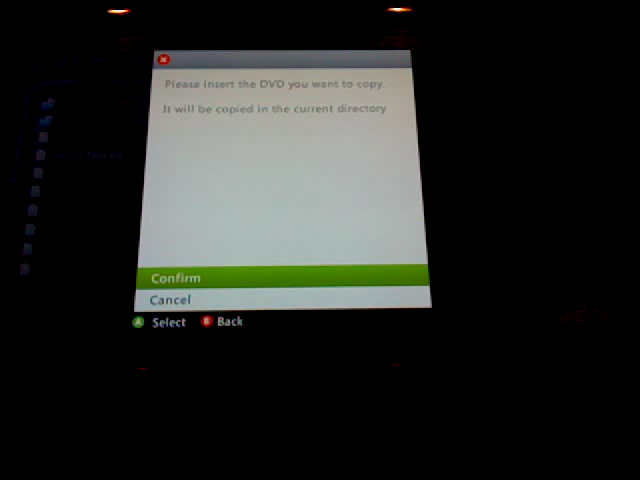 Please insert the DVD you want to copy.
It will be copied in the current directory
Confirm
Cancel
A Select B Back